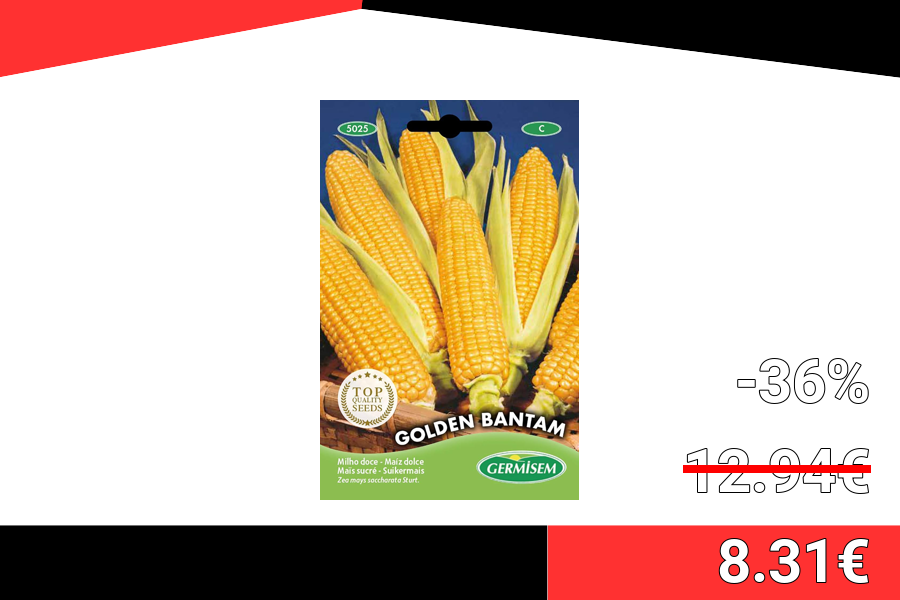 5025
C
TOP
QUALITY
SEEDS
GOLDEN BANTAM
Milho doce - Maíz dolce
Maïs sucré - Suikermais
Zea mays saccharata Sturt.
GERMISEM
-36%
12.94€
8.31€